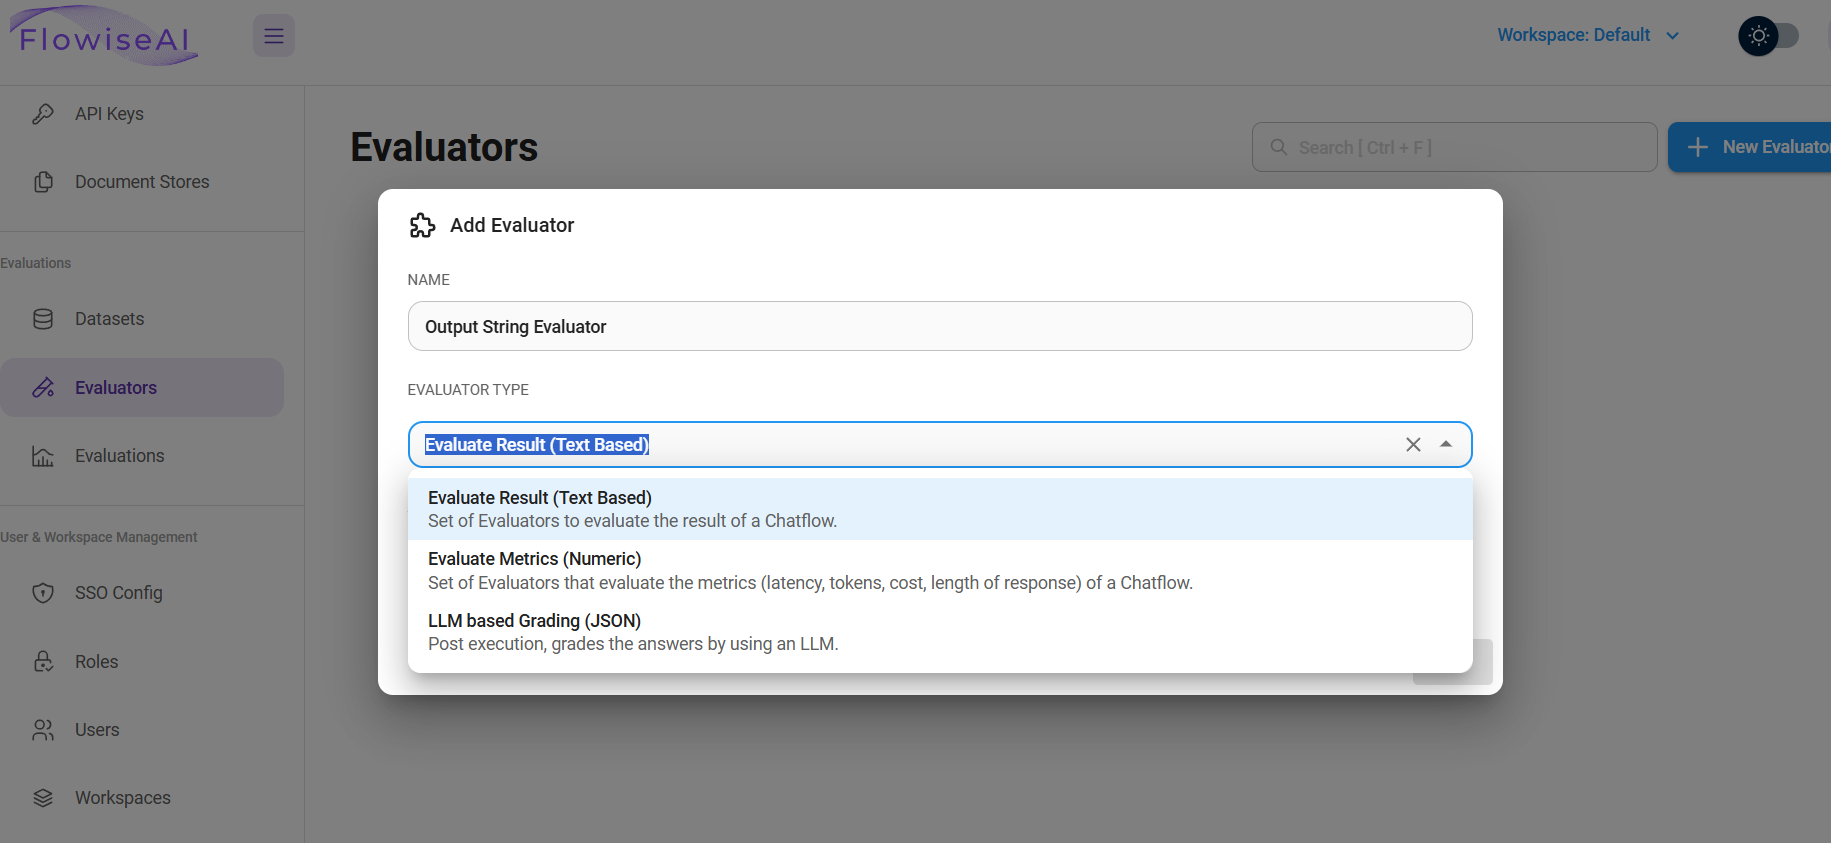 FlowiseAI
Workspace: Default
API Keys
Document Stores
Evaluations
Datasets
Evaluators
Evaluations
User & Workspace Management
SSO Config
Roles
Users
Workspaces
Evaluators
Search [ Ctrl + F ]
New Evaluator
Add Evaluator
NAME
Output String Evaluator
EVALUATOR TYPE
Evaluate Result (Text Based)
Evaluate Result (Text Based)
Set of Evaluators to evaluate the result of a Chatflow.
Evaluate Metrics (Numeric)
Set of Evaluators that evaluate the metrics (latency, tokens, cost, length of response) of a Chatflow.
LLM based Grading (JSON)
Post execution, grades the answers by using an LLM.